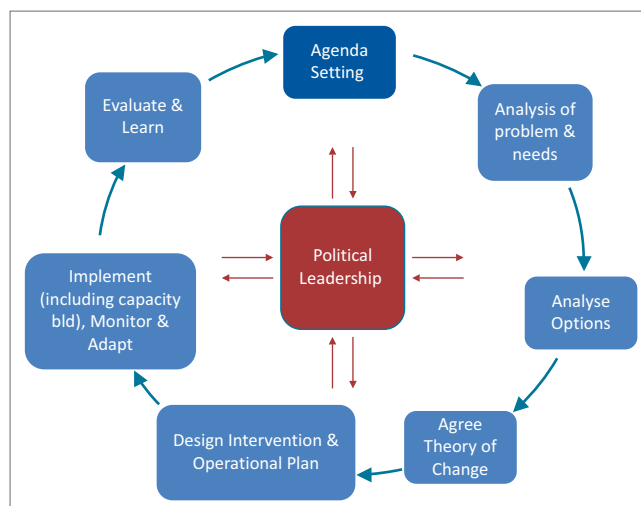 Agenda
Setting
Analysis of
problem &
needs
Analyse
Options
Agree
Theory of
Change
Design Intervention &
Operational Plan
Implement
(including capacity
bld), Monitor &
Adapt
Evaluate &
Learn
Political
Leadership